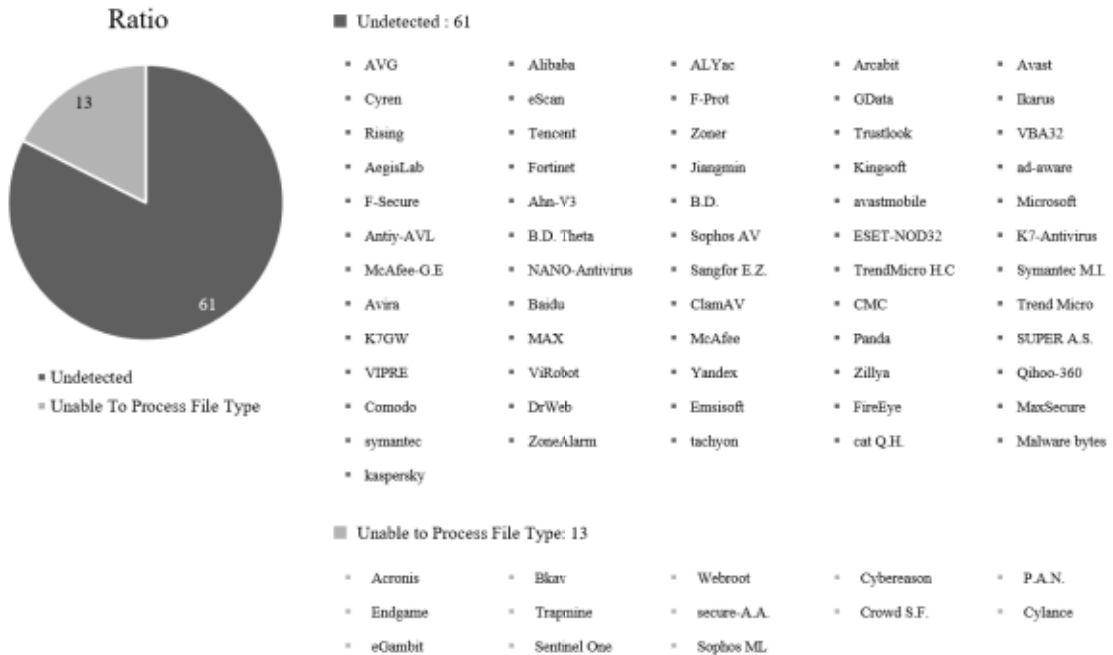 Ratio
13
61
Undetected
Unable To Process File Type
Undetected : 61
AVG Alibaba ALYac Arcabit Avast
Cyren eScan F-Prot GData Ikarus
Rising Tencent Zoner Trustlook VBA32
AegisLab Fortinet Jiangmin Kingsoft ad-aware
F-Secure Ahn-V3 B.D. avastmobile Microsoft
Antiy-AVL B.D. Theta Sophos AV ESET-NOD32 K7-Antivirus
McAfee-G.E NANO-Antivirus Sangfor E.Z. TrendMicro H.C Symantec M.I.
Avira Baidu ClamAV CMC Trend Micro
K7GW MAX McAfee Panda SUPER A.S.
VIPRE ViRobot Yandex Zillya Qihoo-360
Comodo DrWeb Emsisoft FireEye MaxSecure
symantec ZoneAlarm tachyon cat Q.H. Malware bytes
kaspersky
Unable to Process File Type: 13
Acronis Bkav Webroot Cybereason P.A.N.
Endgame Trapmine secure-A.A. Crowd S.F. Cylance
eGambit Sentinel One Sophos ML